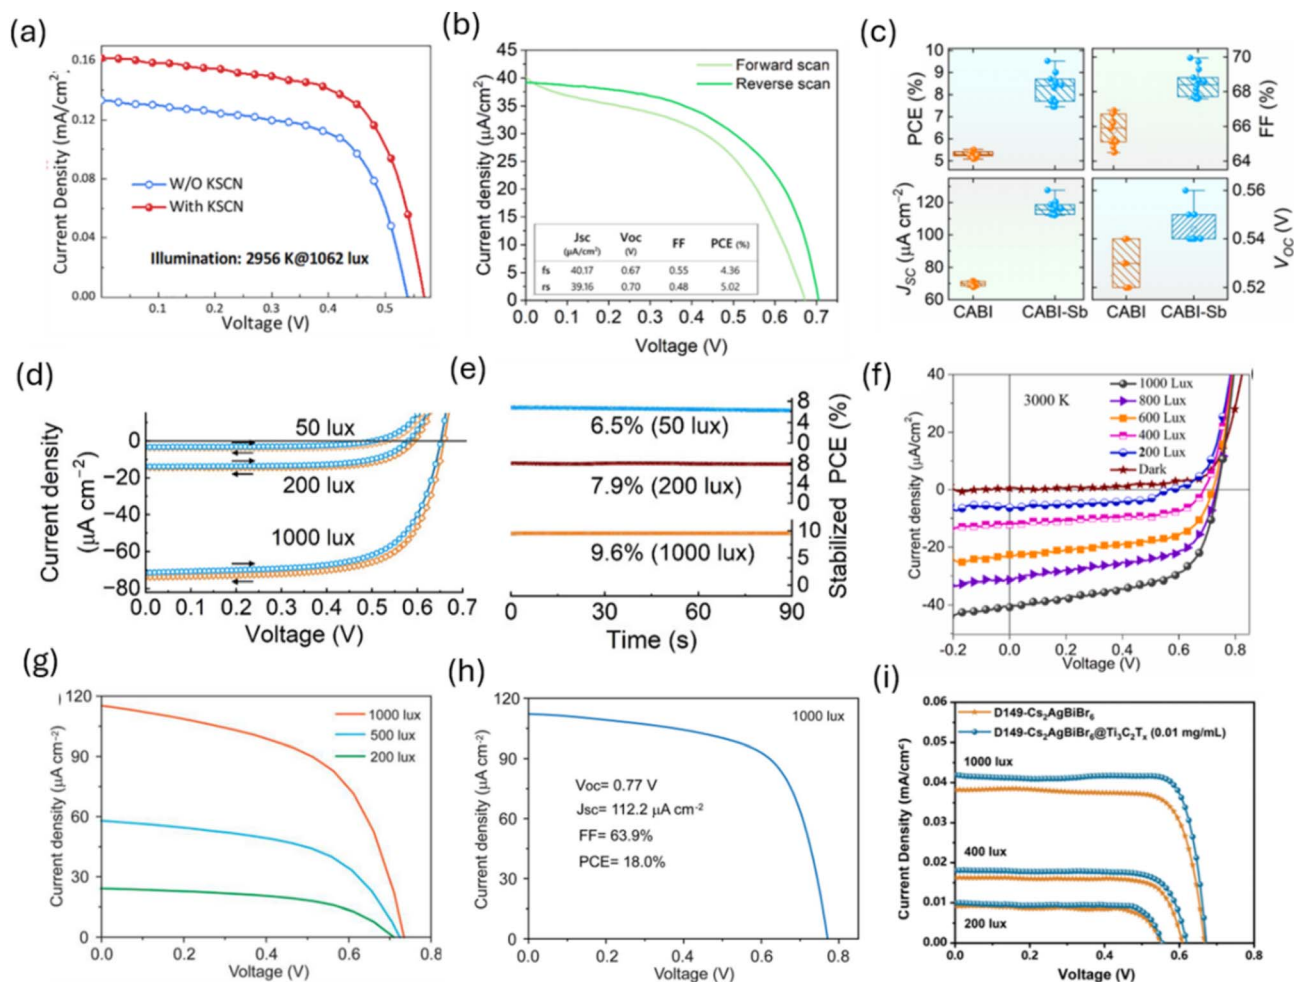 (a)
0.16
0.12
0.08
0.04
0.00
Current Density (mA/cm²
W/O KSCN
With KSCN
Illumination: 2956 K@1062 lux
0.1 0.2 0.3 0.4 0.5
Voltage (V)
(b)
45
40
35
30
25
20
15
10
5
0
Current density (µA/cm²)
Forward scan
Reverse scan
Jsc Voc FF PCE (%)
(µA/cm²) (V)
fs 40.17 0.67 0.55 4.36
rs 39.16 0.70 0.48 5.02
0.0 0.1 0.2 0.3 0.4 0.5 0.6 0.7
Voltage (V)
(c)
10
9
8
7
6
5
PCE (%)
70
68
66
64
FF (%)
120
100
80
60
J_SC (µA cm⁻²)
0.56
0.54
0.52
V_OC (V)
CABI CABI-Sb CABI CABI-Sb
(d)
0
−20
−40
−60
−80
Current density
(µA cm⁻²)
50 lux
200 lux
1000 lux
0.0 0.1 0.2 0.3 0.4 0.5 0.6 0.7
Voltage (V)
(e)
6.5% (50 lux)
7.9% (200 lux)
9.6% (1000 lux)
8
4
0
8
4
0
10
5
0
Stabilized PCE (%)
0 30 60 90
Time (s)
(f)
40
20
0
-20
-40
Current density (µA/cm²)
3000 K
1000 Lux
800 Lux
600 Lux
400 Lux
200 Lux
Dark
-0.2 0.0 0.2 0.4 0.6 0.8
Voltage (V)
(g)
120
90
60
30
0
Current density (µA cm⁻²)
1000 lux
500 lux
200 lux
0.0 0.2 0.4 0.6 0.8
Voltage (V)
(h)
120
90
60
30
0
Current density (µA cm⁻²)
1000 lux
Voc= 0.77 V
Jsc= 112.2 µA cm⁻²
FF= 63.9%
PCE= 18.0%
0.0 0.2 0.4 0.6 0.8
Voltage (V)
(i)
0.06
0.05
0.04
0.03
0.02
0.01
0.00
Current Density (mA/cm²)
D149-Cs₂AgBiBr₆
D149-Cs₂AgBiBr₆@Ti₃C₂Tₓ (0.01 mg/mL)
1000 lux
400 lux
200 lux
0.0 0.2 0.4 0.6 0.8
Voltage (V)